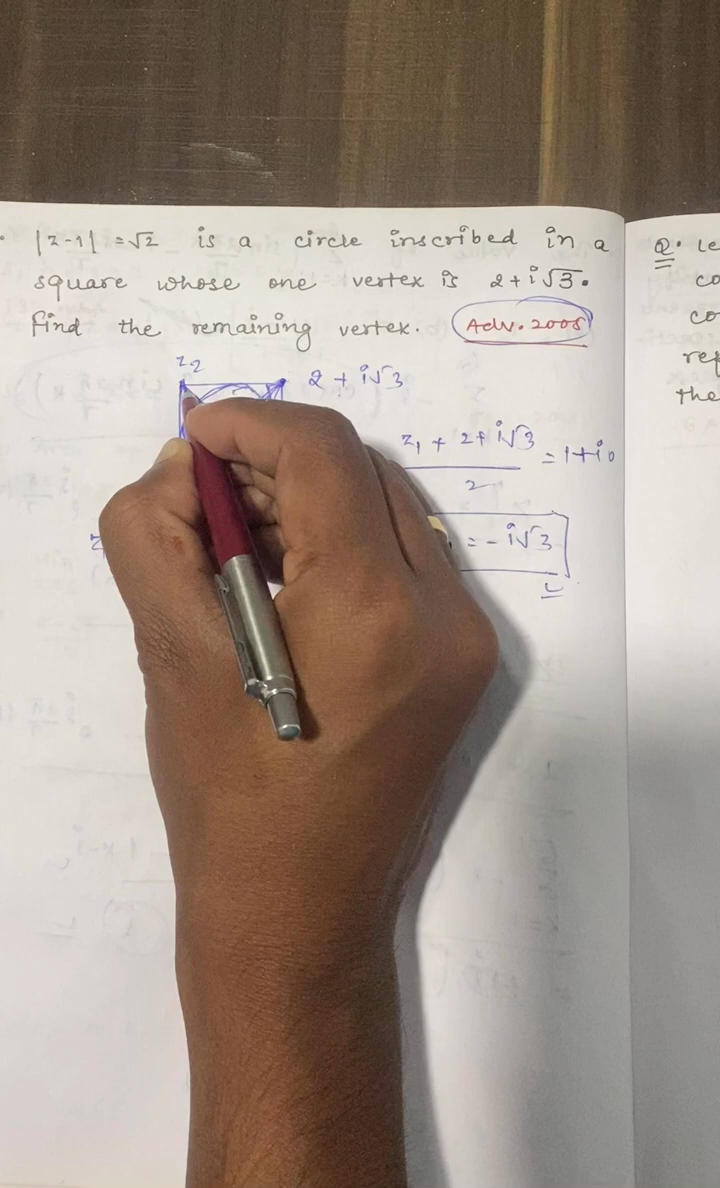 |z-1| = √2 is a circle inscribed in a
square whose one vertex is 2+i√3.
Find the remaining vertex. Adv. 2005
z2
2 + i√3
z1 + 2+i√3
= 1+i0
2
= -i√3
Q. Le
co
co
rep
the